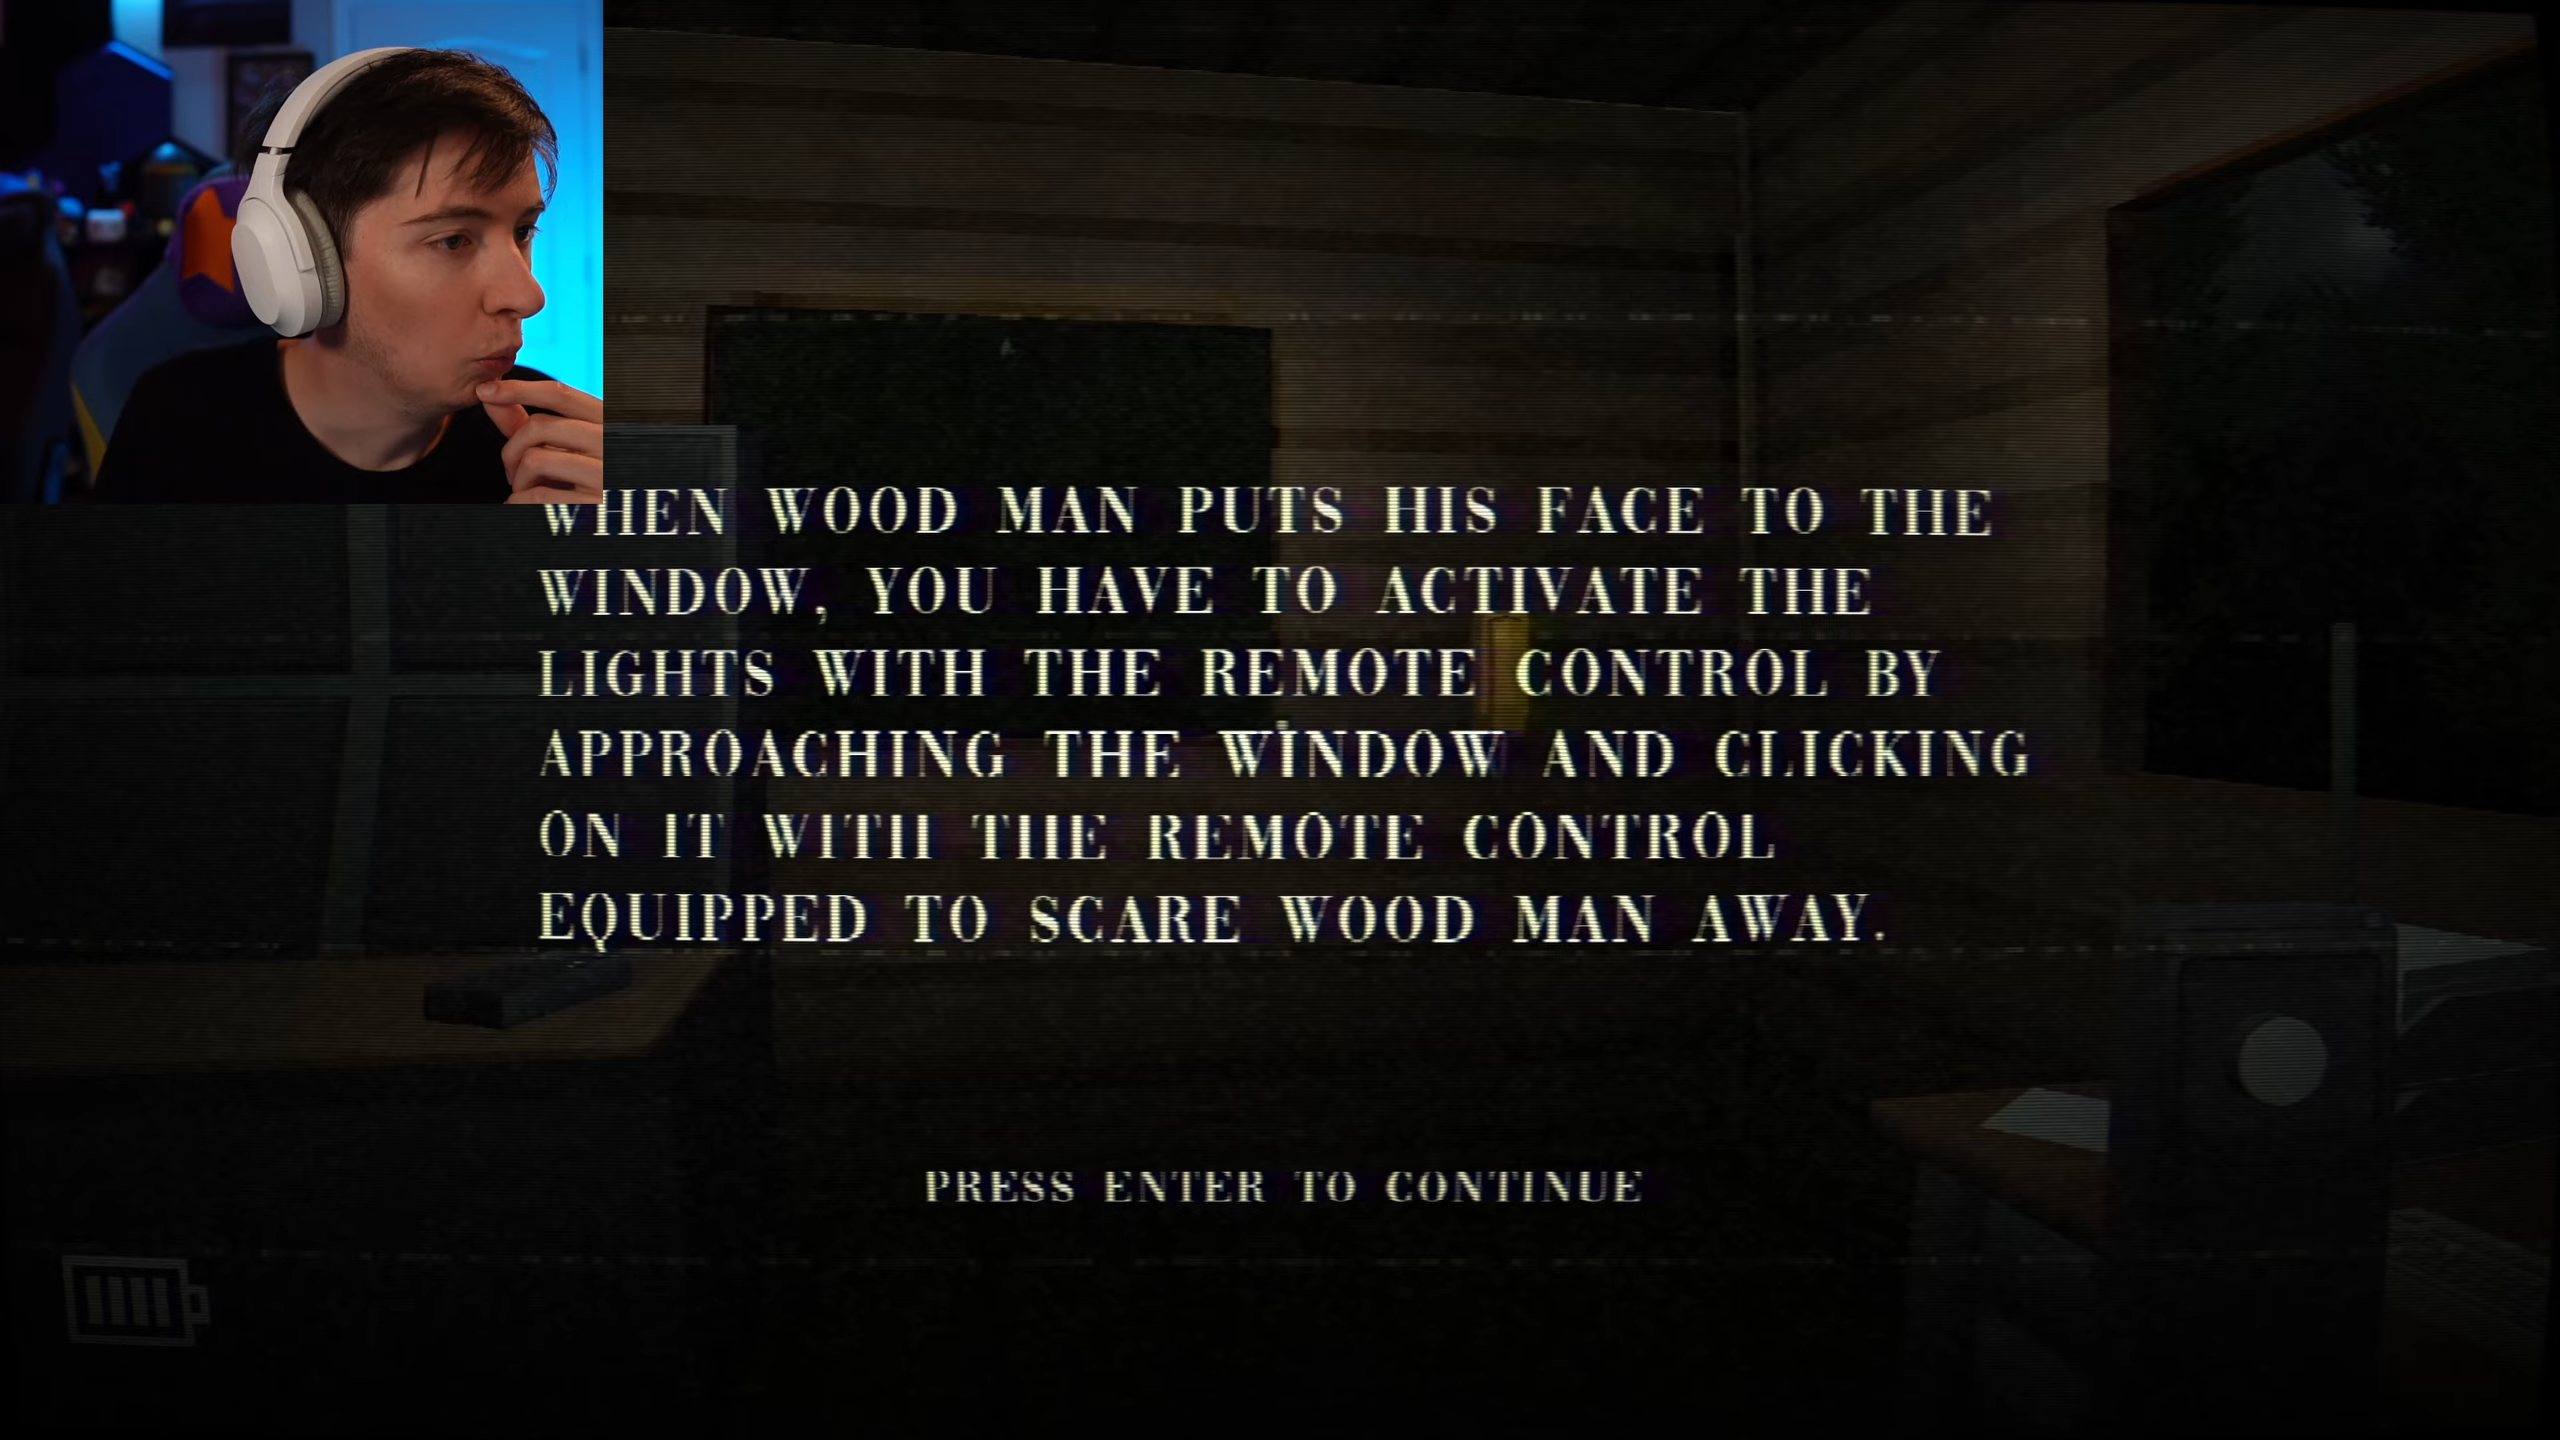 WHEN WOOD MAN PUTS HIS FACE TO THE
WINDOW, YOU HAVE TO ACTIVATE THE
LIGHTS WITH THE REMOTE CONTROL BY
APPROACHING THE WINDOW AND CLICKING
ON IT WITH THE REMOTE CONTROL
EQUIPPED TO SCARE WOOD MAN AWAY.
PRESS ENTER TO CONTINUE